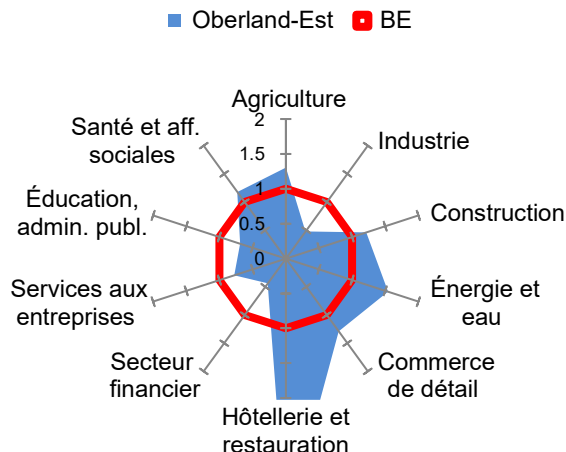 Oberland-Est BE
Agriculture
Santé et aff.
sociales
Industrie
2
1.5
1
0.5
0
Éducation,
admin. publ.
Construction
Services aux
entreprises
Énergie et
eau
Secteur
financier
Commerce
de détail
Hôtellerie et
restauration